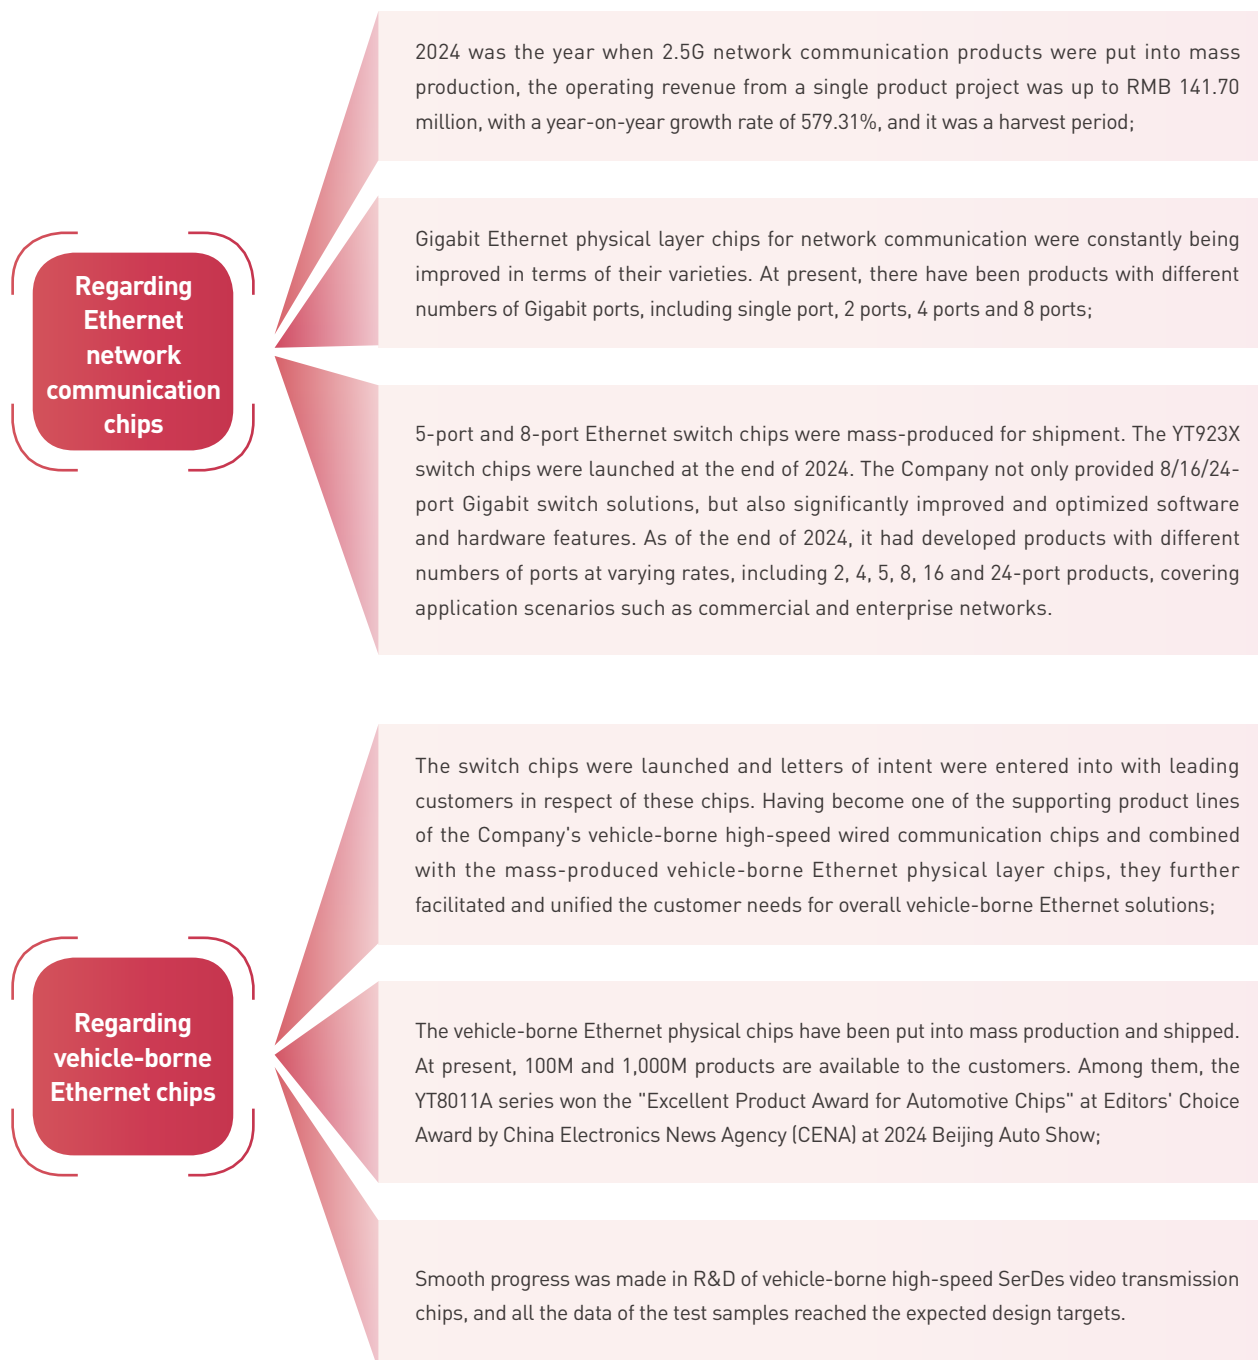 2024 was the year when 2.5G network communication products were put into mass
production, the operating revenue from a single product project was up to RMB 141.70
million, with a year-on-year growth rate of 579.31%, and it was a harvest period;
Regarding
Ethernet
network
communication
chips
Gigabit Ethernet physical layer chips for network communication were constantly being
improved in terms of their varieties. At present, there have been products with different
numbers of Gigabit ports, including single port, 2 ports, 4 ports and 8 ports;
5-port and 8-port Ethernet switch chips were mass-produced for shipment. The YT923X
switch chips were launched at the end of 2024. The Company not only provided 8/16/24-
port Gigabit switch solutions, but also significantly improved and optimized software
and hardware features. As of the end of 2024, it had developed products with different
numbers of ports at varying rates, including 2, 4, 5, 8, 16 and 24-port products, covering
application scenarios such as commercial and enterprise networks.
The switch chips were launched and letters of intent were entered into with leading
customers in respect of these chips. Having become one of the supporting product lines
of the Company's vehicle-borne high-speed wired communication chips and combined
with the mass-produced vehicle-borne Ethernet physical layer chips, they further
facilitated and unified the customer needs for overall vehicle-borne Ethernet solutions;
Regarding
vehicle-borne
Ethernet chips
The vehicle-borne Ethernet physical chips have been put into mass production and shipped.
At present, 100M and 1,000M products are available to the customers. Among them, the
YT8011A series won the "Excellent Product Award for Automotive Chips" at Editors' Choice
Award by China Electronics News Agency (CENA) at 2024 Beijing Auto Show;
Smooth progress was made in R&D of vehicle-borne high-speed SerDes video transmission
chips, and all the data of the test samples reached the expected design targets.